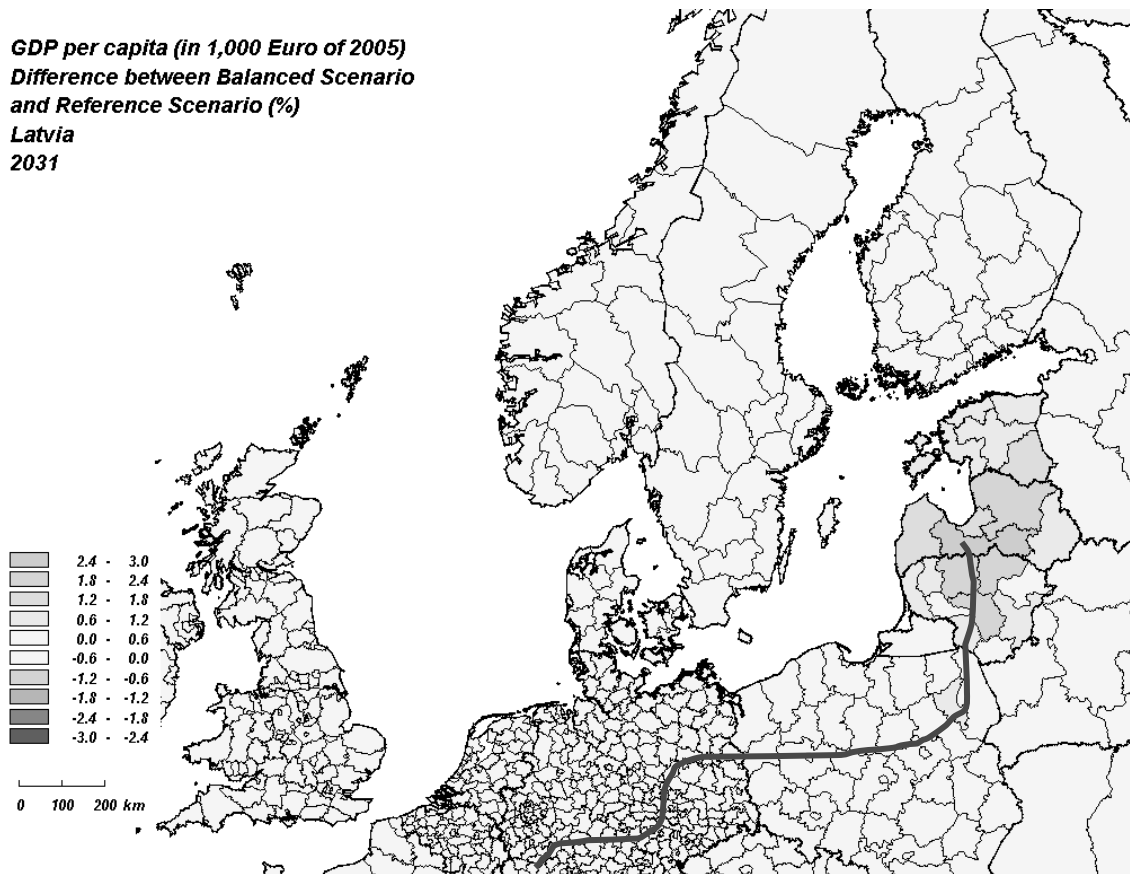 GDP per capita (in 1,000 Euro of 2005)
Difference between Balanced Scenario
and Reference Scenario (%)
Latvia
2031
2.4 - 3.0
1.8 - 2.4
1.2 - 1.8
0.6 - 1.2
0.0 - 0.6
-0.6 - 0.0
-1.2 - -0.6
-1.8 - -1.2
-2.4 - -1.8
-3.0 - -2.4
0 100 200 km